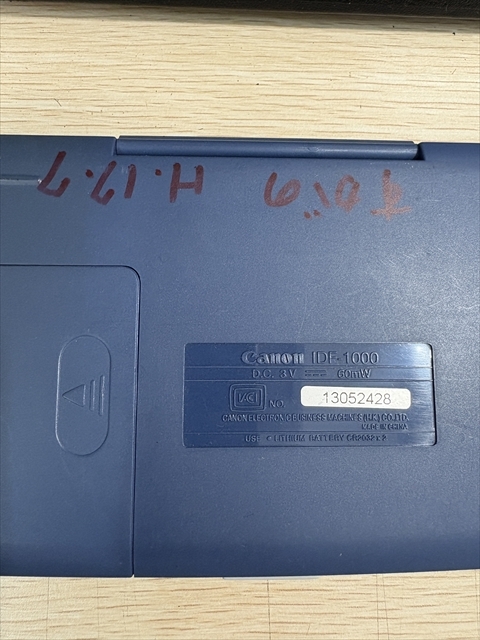 Canon IDF-1000
D.C. 3V 60mW
VCCI NO. 13052428
CANON ELECTRONIC BUSINESS MACHINES (H.K.) CO., LTD.
MADE IN CHINA
USE LITHIUM BATTERY CR2032 x 2
H.17.7